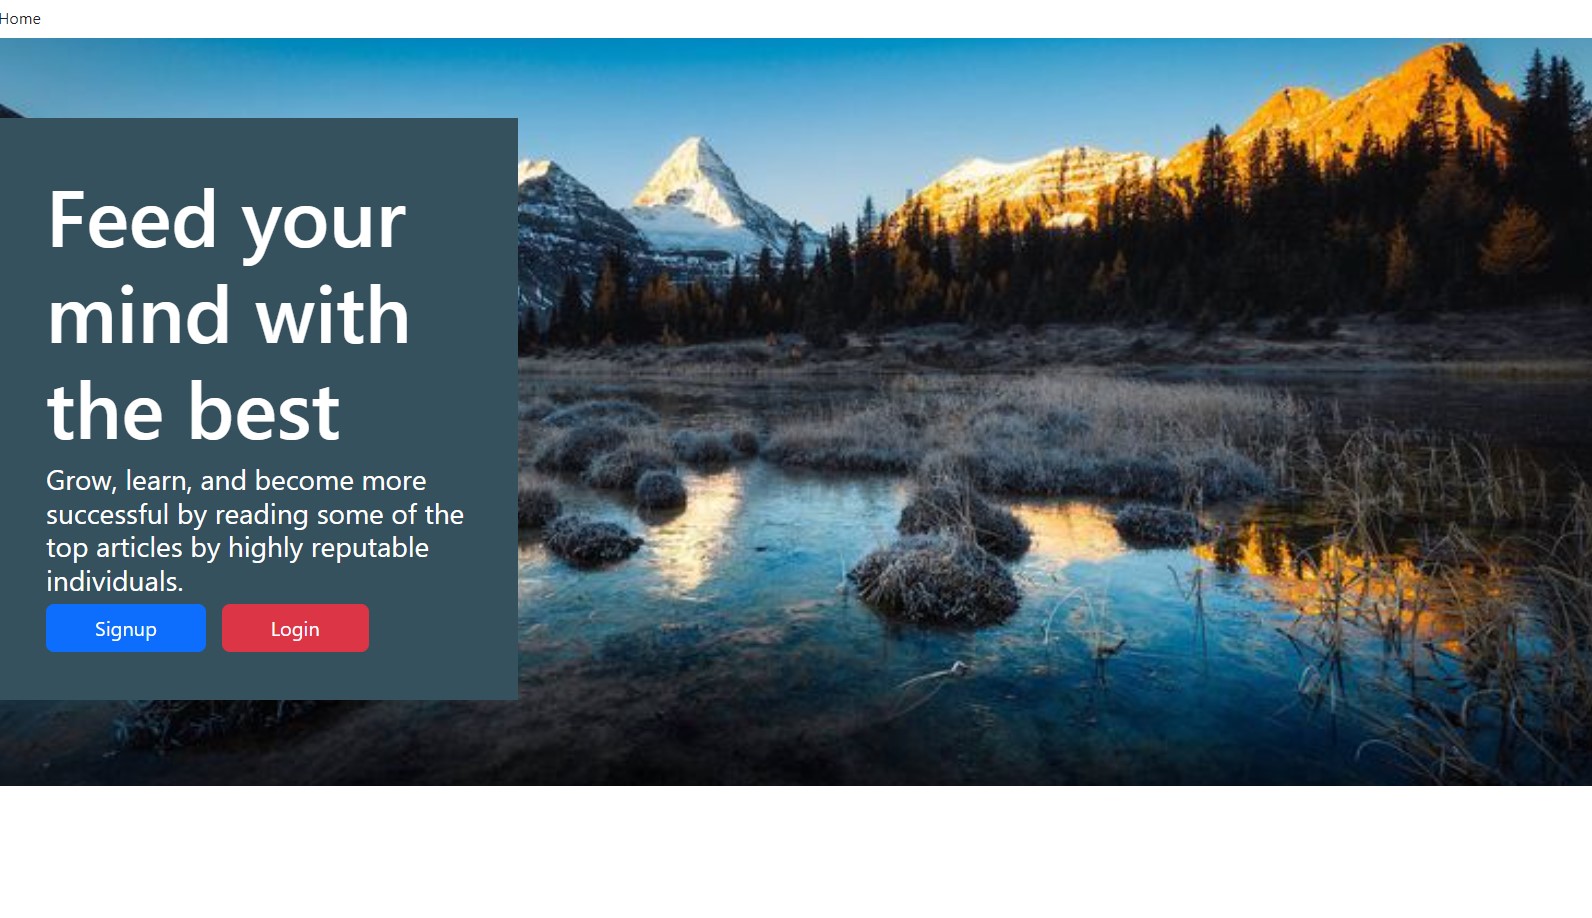 Home
Feed your
mind with
the best
Grow, learn, and become more
successful by reading some of the
top articles by highly reputable
individuals.
Signup
Login